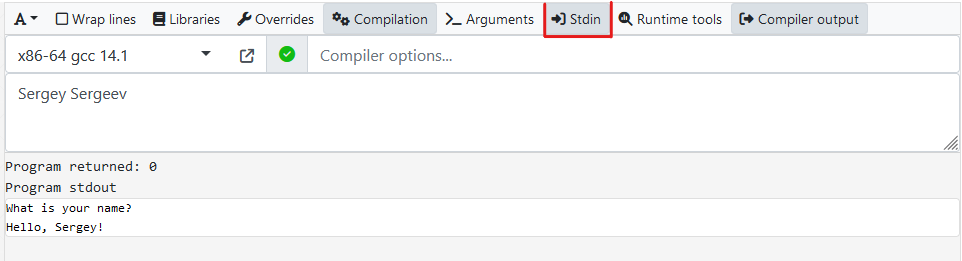 A Wrap lines Libraries Overrides Compilation Arguments Stdin Runtime tools Compiler output
x86-64 gcc 14.1 Compiler options...
Sergey Sergeev
Program returned: 0
Program stdout
What is your name?
Hello, Sergey!